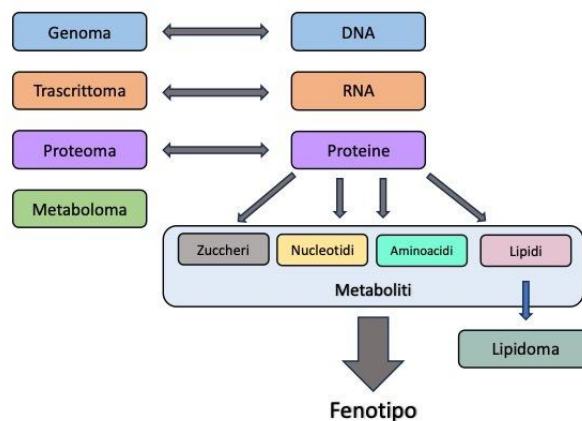 Genoma
DNA
Trascrittoma
RNA
Proteoma
Proteine
Metaboloma
Zuccheri
Nucleotidi
Aminoacidi
Lipidi
Metaboliti
Lipidoma
Fenotipo